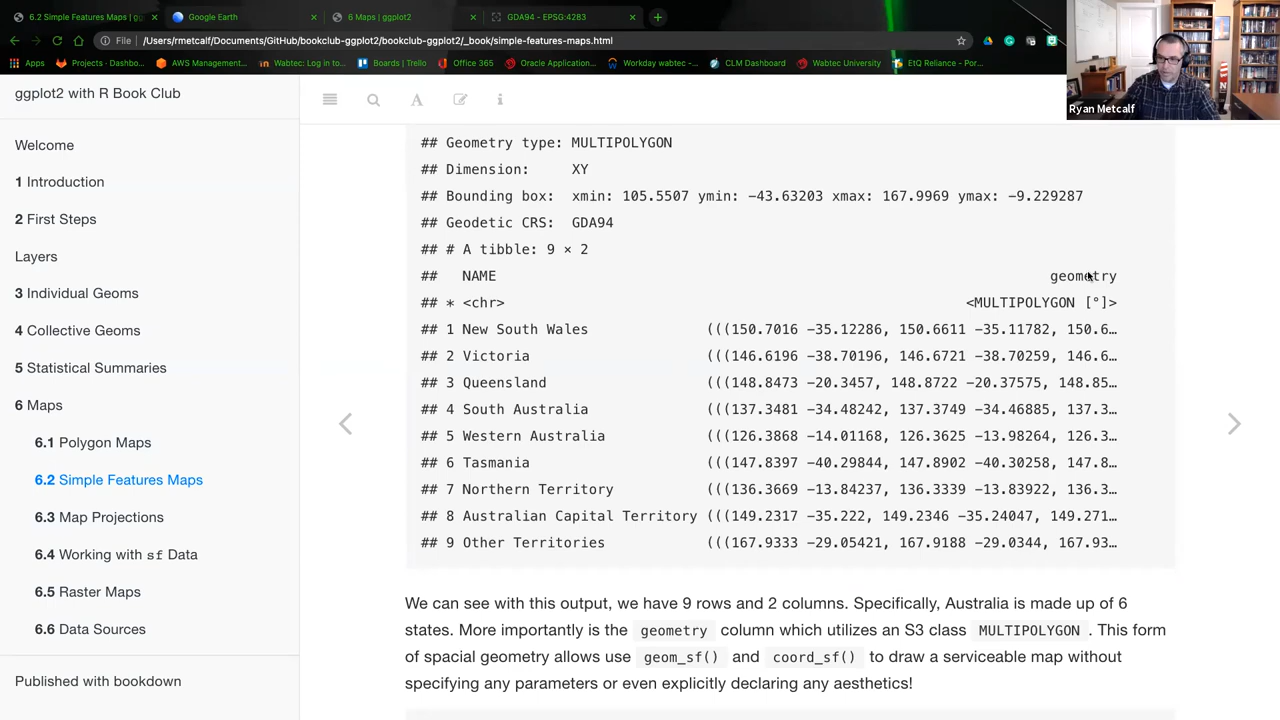 6.2 Simple Features Maps | gg
Google Earth
6 Maps | ggplot2
GDA94 - EPSG:4283
File /Users/rmetcalf/Documents/GitHub/bookclub-ggplot2/bookclub-ggplot2/_book/simple-features-maps.html
Apps Projects - Dashbo... AWS Management... Wabtec: Log in to... Boards | Trello Office 365 Oracle Application... Workday wabtec -... CLM Dashboard Wabtec University EtQ Reliance - Por...
Ryan Metcalf
ggplot2 with R Book Club
Welcome
1 Introduction
2 First Steps
Layers
3 Individual Geoms
4 Collective Geoms
5 Statistical Summaries
6 Maps
6.1 Polygon Maps
6.2 Simple Features Maps
6.3 Map Projections
6.4 Working with sf Data
6.5 Raster Maps
6.6 Data Sources
Published with bookdown
## Geometry type: MULTIPOLYGON
## Dimension: XY
## Bounding box: xmin: 105.5507 ymin: -43.63203 xmax: 167.9969 ymax: -9.229287
## Geodetic CRS: GDA94
## # A tibble: 9 × 2
## NAME geometry
## * <chr> <MULTIPOLYGON [°]>
## 1 New South Wales (((150.7016 -35.12286, 150.6611 -35.11782, 150.6…
## 2 Victoria (((146.6196 -38.70196, 146.6721 -38.70259, 146.6…
## 3 Queensland (((148.8473 -20.3457, 148.8722 -20.37575, 148.85…
## 4 South Australia (((137.3481 -34.48242, 137.3749 -34.46885, 137.3…
## 5 Western Australia (((126.3868 -14.01168, 126.3625 -13.98264, 126.3…
## 6 Tasmania (((147.8397 -40.29844, 147.8902 -40.30258, 147.8…
## 7 Northern Territory (((136.3669 -13.84237, 136.3339 -13.83922, 136.3…
## 8 Australian Capital Territory (((149.2317 -35.222, 149.2346 -35.24047, 149.271…
## 9 Other Territories (((167.9333 -29.05421, 167.9188 -29.0344, 167.93…
We can see with this output, we have 9 rows and 2 columns. Specifically, Australia is made up of 6
states. More importantly is the geometry column which utilizes an S3 class MULTIPOLYGON . This form
of spacial geometry allows use geom_sf() and coord_sf() to draw a serviceable map without
specifying any parameters or even explicitly declaring any aesthetics!